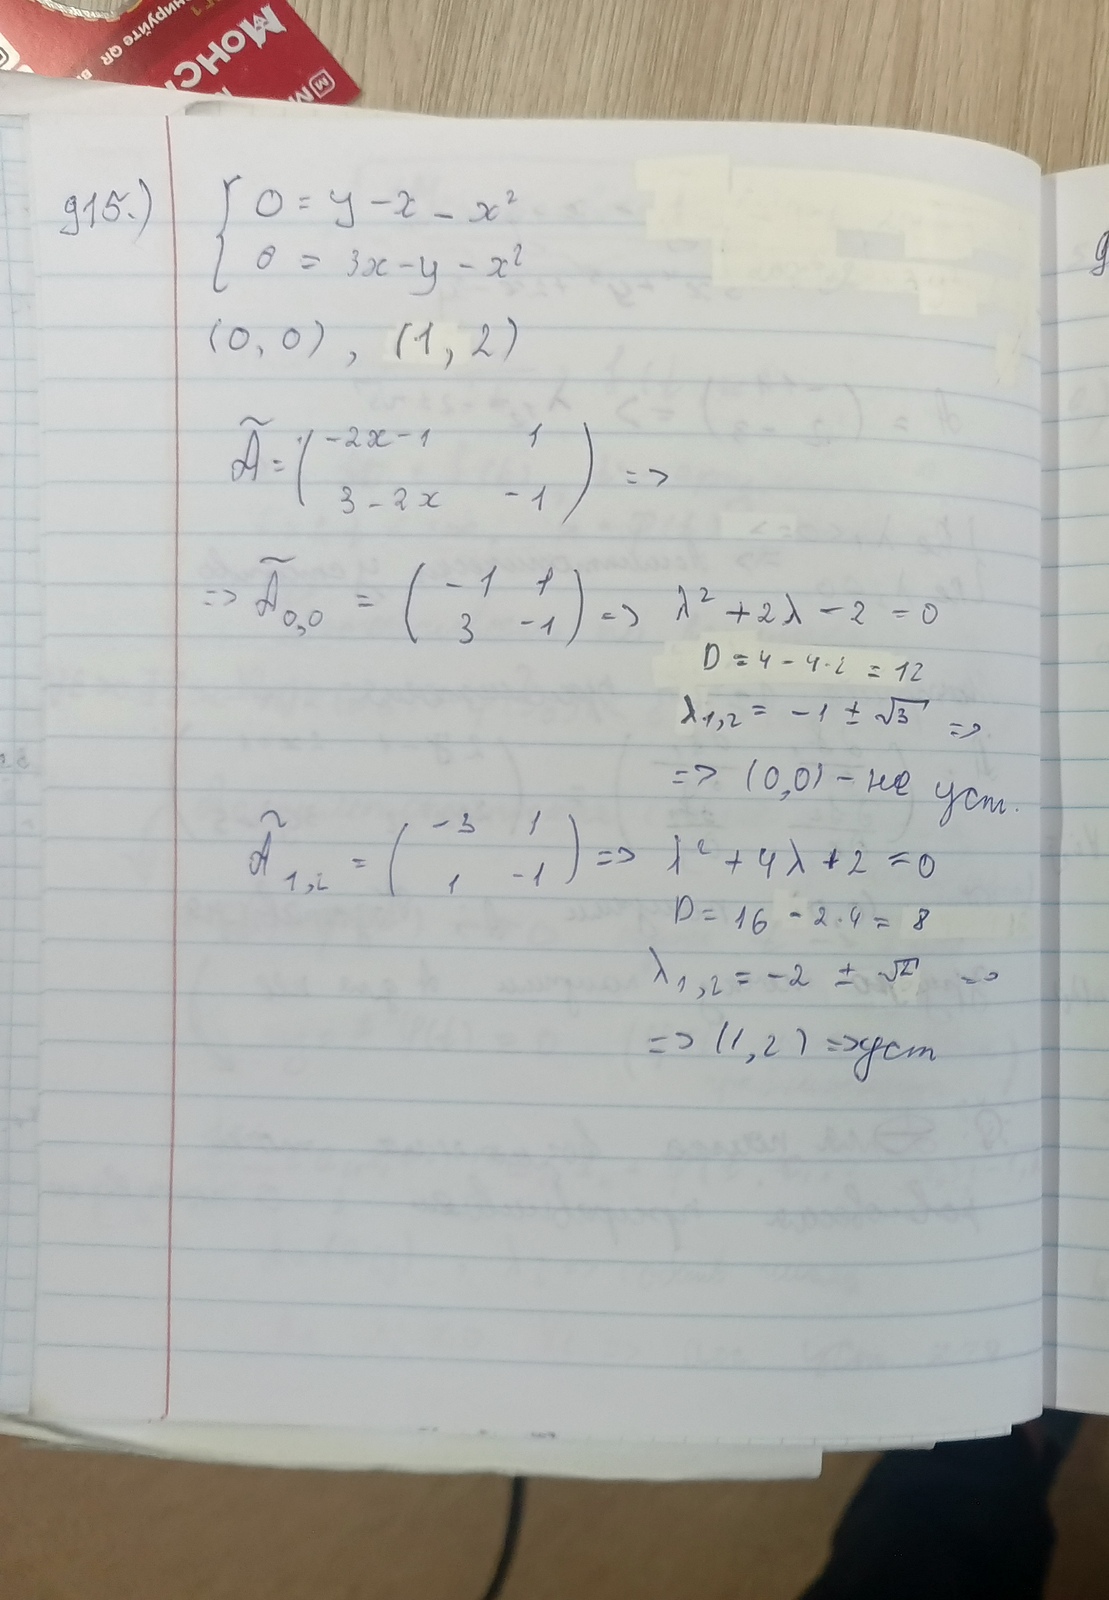 нируйте QR
Монс
915.) { 0 = y - x - x²
0 = 3x - y - x²
(0,0), (1,2)
Ã = ( -2x-1 1
3-2x -1 ) =>
=> Ã0,0 = ( -1 1
3 -1 ) => λ² + 2λ - 2 = 0
D = 4 - 4·2 = 12
λ1,2 = -1 ± √3 =>
=> (0,0) - не уст.
Ã1,2 = ( -3 1
1 -1 ) => λ² + 4λ + 2 = 0
D = 16 - 2·4 = 8
λ1,2 = -2 ± √2 =>
=> (1,2) => уст